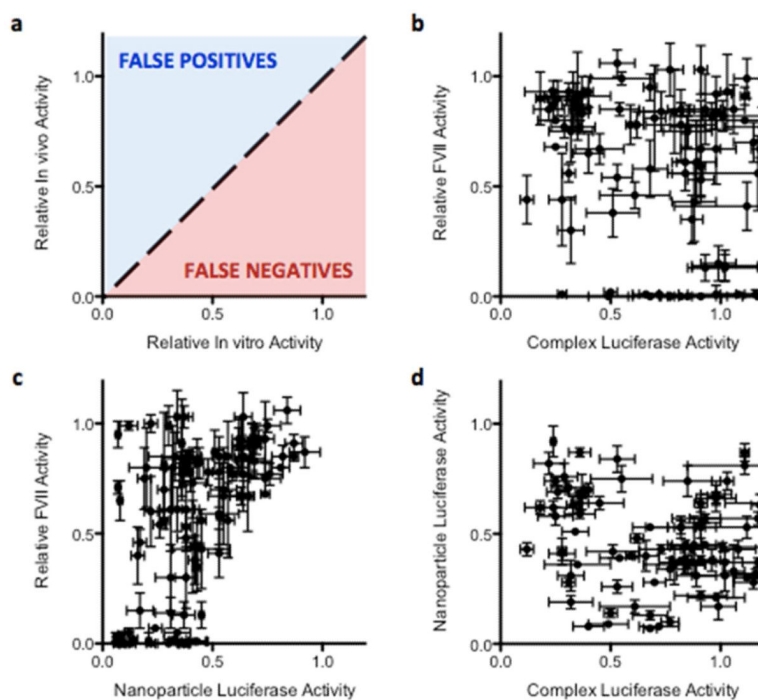 a
Relative In vivo Activity
1.0
0.5
0.0
FALSE POSITIVES
FALSE NEGATIVES
0.0 0.5 1.0
Relative In vitro Activity
b
Relative FVII Activity
1.0
0.5
0.0
0.5 1.0
Complex Luciferase Activity
c
Relative FVII Activity
1.0
0.5
0.0
0.0 0.5 1.0
Nanoparticle Luciferase Activity
d
Nanoparticle Luciferase Activity
1.0
0.5
0.0
0.0 0.5 1.0
Complex Luciferase Activity